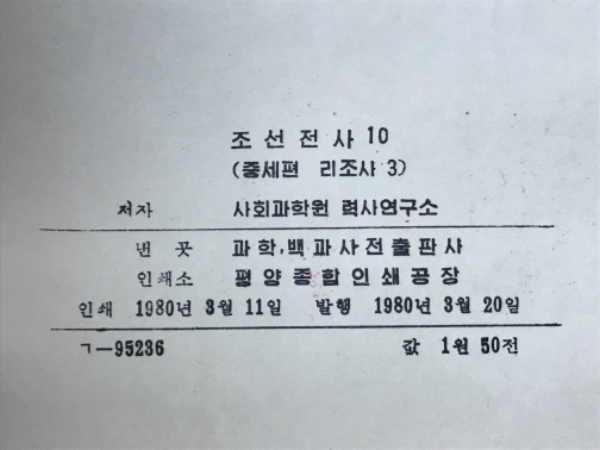 조선전사 10
(중세편 리조사 3)
저자 사회과학원 력사연구소
낸 곳 과학, 백과사전출판사
인쇄소 평양종합인쇄공장
인쇄 1980년 3월 11일 발행 1980년 3월 20일
ㄱ—95236 값 1원 50전